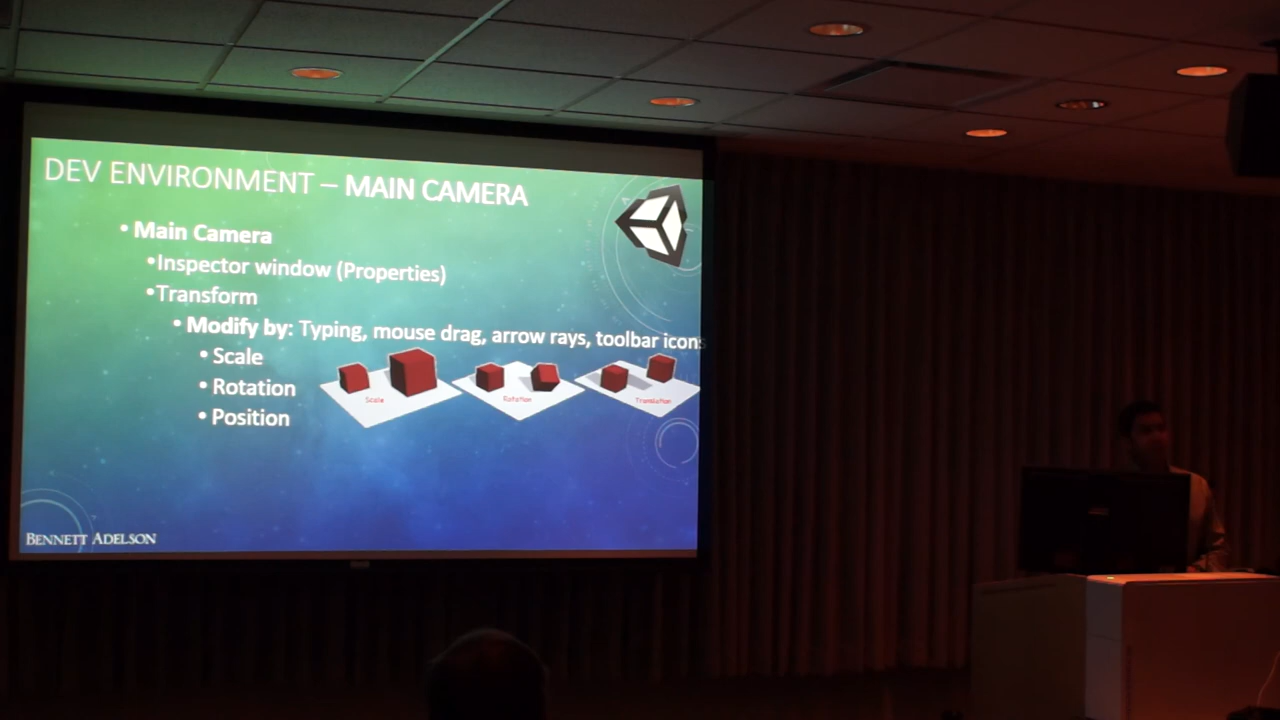 DEV ENVIRONMENT – MAIN CAMERA
• Main Camera
•Inspector window (Properties)
•Transform
• Modify by: Typing, mouse drag, arrow rays, toolbar icons
• Scale
• Rotation
• Position
Scale
Rotation
Translation
BENNETT ADELSON